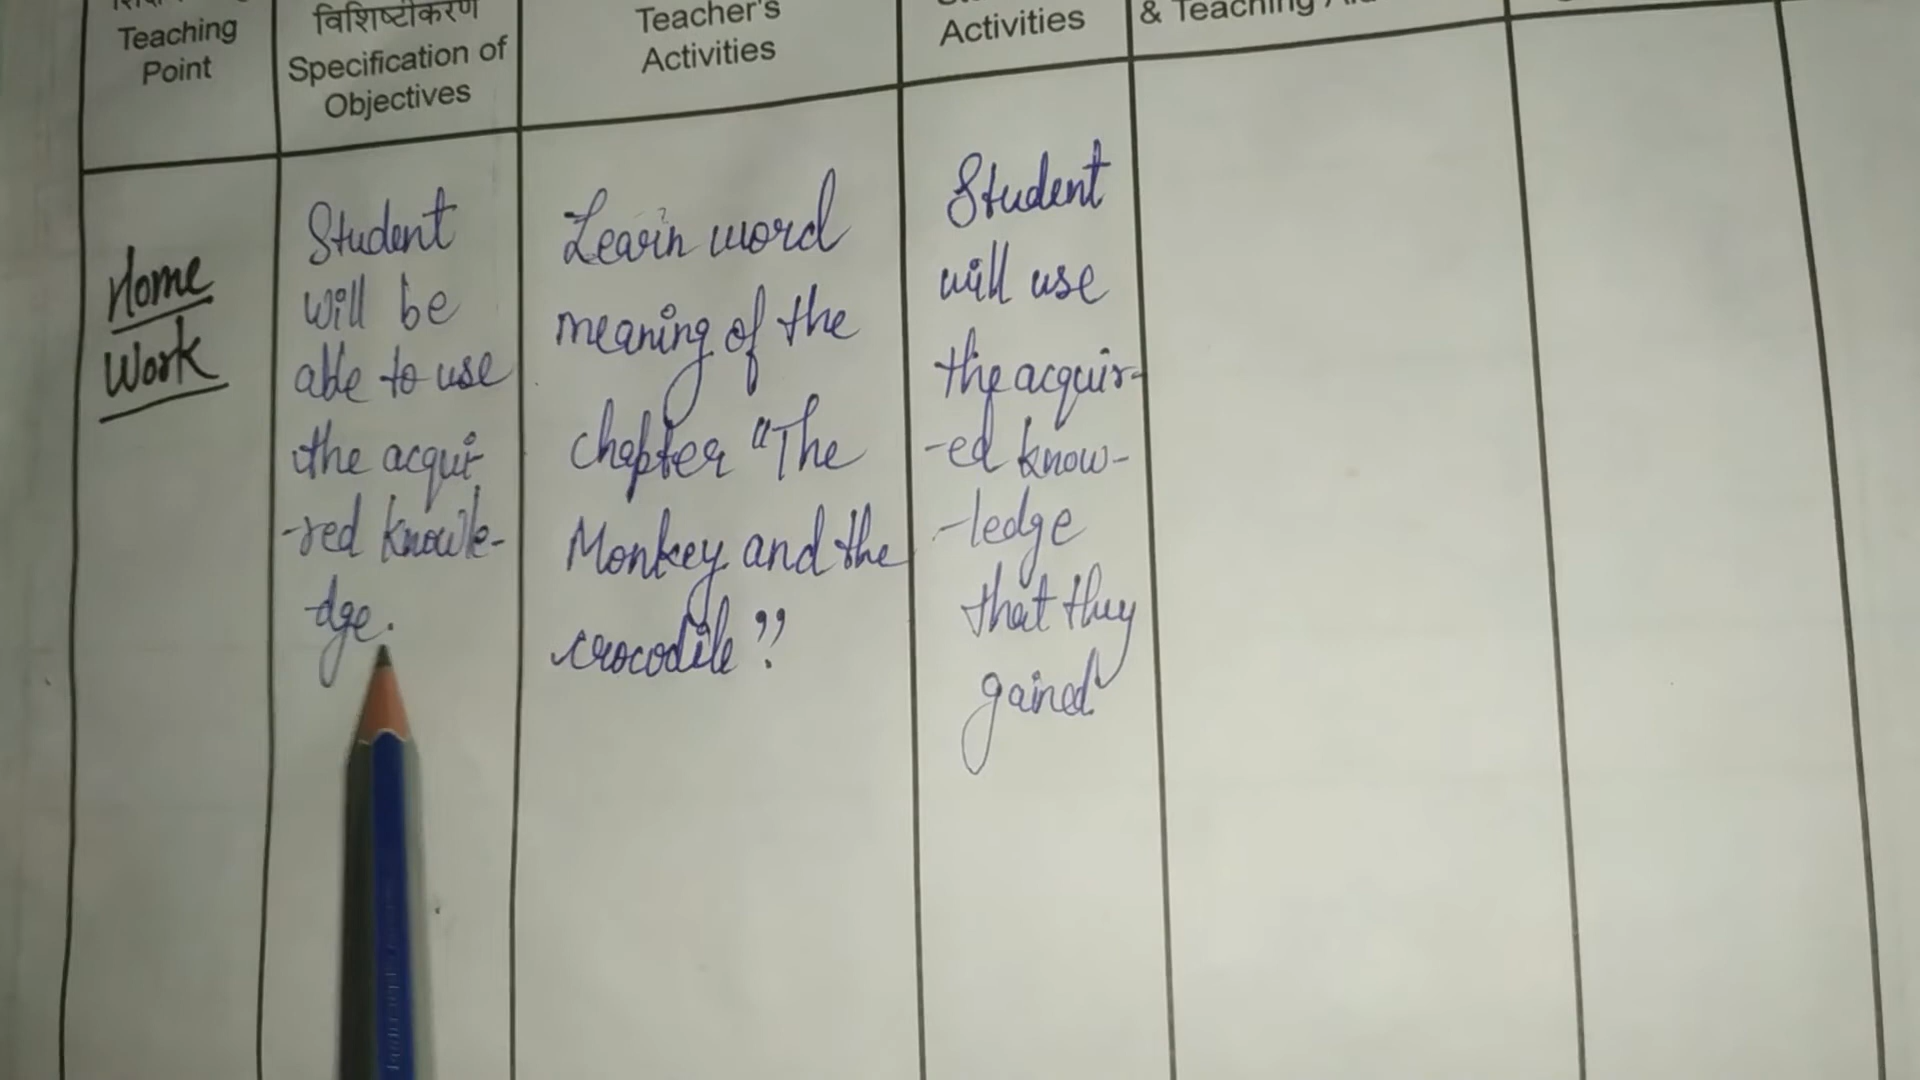 Teaching
Point
विशिष्टीकरण
Specification of
Objectives
Teacher's
Activities
Activities
& Teaching
Home
Work
Student
will be
able to use
the acqui-
-red knowle-
dge.
Learn word
meaning of the
chapter "The
Monkey and the
crocodile"?
Student
will use
the acquir-
-ed know-
-ledge
that they
gained